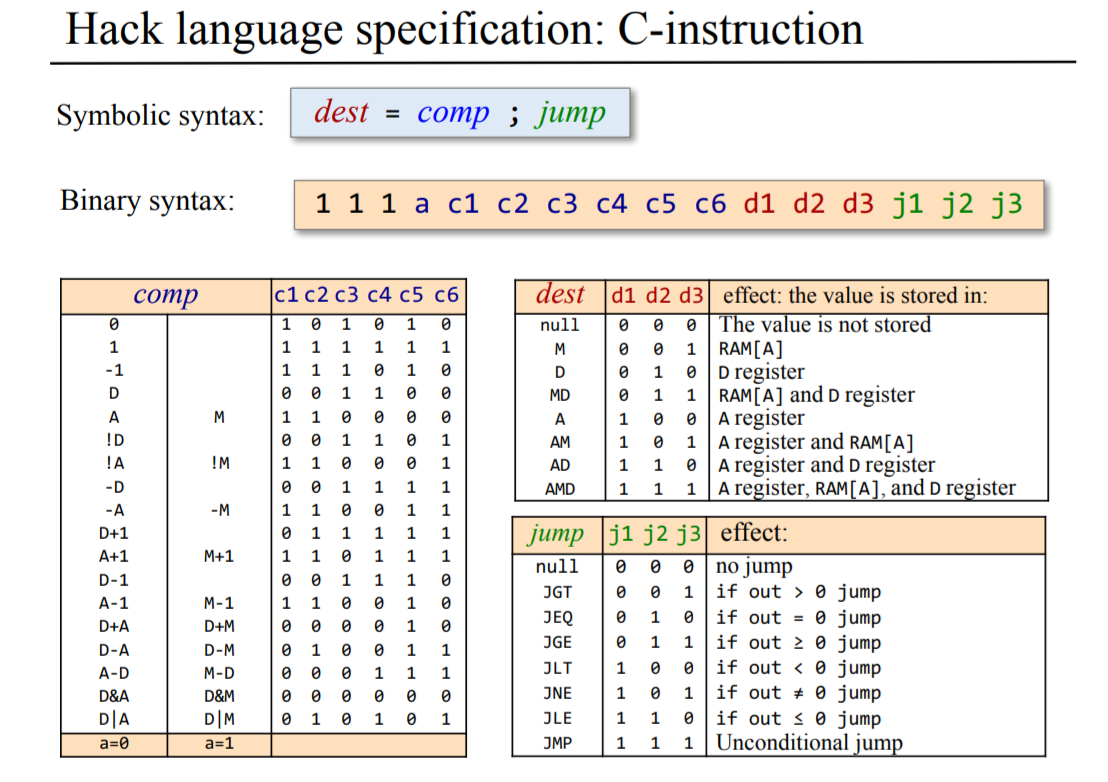 Hack language specification: C-instruction
Symbolic syntax: dest = comp ; jump
Binary syntax: 1 1 1 a c1 c2 c3 c4 c5 c6 d1 d2 d3 j1 j2 j3
comp c1 c2 c3 c4 c5 c6
0 1 0 1 0 1 0
1 1 1 1 1 1 1
-1 1 1 1 0 1 0
D 0 0 1 1 0 0
A M 1 1 0 0 0 0
!D 0 0 1 1 0 1
!A !M 1 1 0 0 0 1
-D 0 0 1 1 1 1
-A -M 1 1 0 0 1 1
D+1 0 1 1 1 1 1
A+1 M+1 1 1 0 1 1 1
D-1 0 0 1 1 1 0
A-1 M-1 1 1 0 0 1 0
D+A D+M 0 0 0 0 1 0
D-A D-M 0 1 0 0 1 1
A-D M-D 0 0 0 1 1 1
D&A D&M 0 0 0 0 0 0
D|A D|M 0 1 0 1 0 1
a=0 a=1
dest d1 d2 d3 effect: the value is stored in:
null 0 0 0 The value is not stored
M 0 0 1 RAM[A]
D 0 1 0 D register
MD 0 1 1 RAM[A] and D register
A 1 0 0 A register
AM 1 0 1 A register and RAM[A]
AD 1 1 0 A register and D register
AMD 1 1 1 A register, RAM[A], and D register
jump j1 j2 j3 effect:
null 0 0 0 no jump
JGT 0 0 1 if out > 0 jump
JEQ 0 1 0 if out = 0 jump
JGE 0 1 1 if out ≥ 0 jump
JLT 1 0 0 if out < 0 jump
JNE 1 0 1 if out ≠ 0 jump
JLE 1 1 0 if out ≤ 0 jump
JMP 1 1 1 Unconditional jump